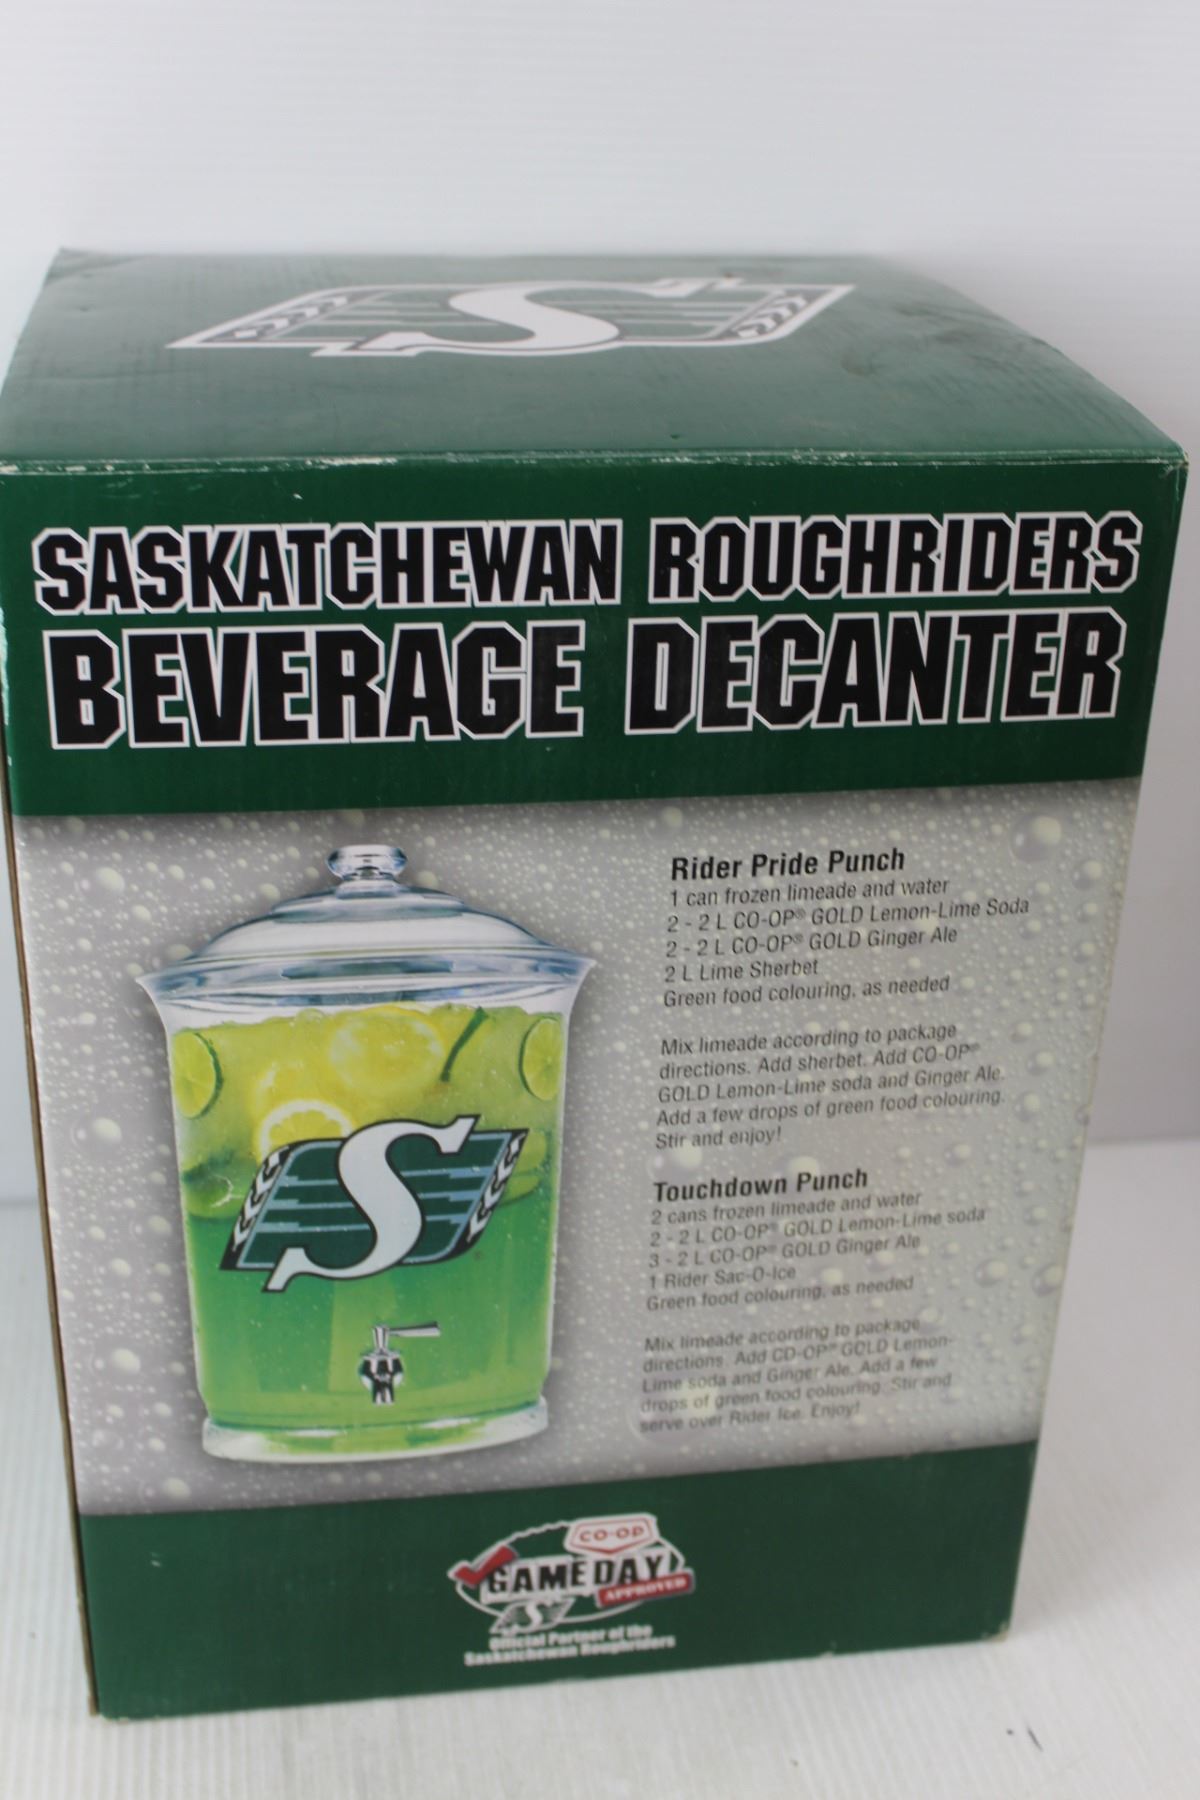 S
SASKATCHEWAN ROUGHRIDERS
BEVERAGE DECANTER
Rider Pride Punch
1 can frozen limeade and water
2 - 2 L CO-OP® GOLD Lemon-Lime Soda
2 - 2 L CO-OP® GOLD Ginger Ale
2 L Lime Sherbet
Green food colouring, as needed
Mix limeade according to package
directions. Add sherbet. Add CO-OP®
GOLD Lemon-Lime soda and Ginger Ale.
Add a few drops of green food colouring.
Stir and enjoy!
S
Touchdown Punch
2 cans frozen limeade and water
2 - 2 L CO-OP® GOLD Lemon-Lime soda
3 - 2 L CO-OP® GOLD Ginger Ale
1 Rider Sac-O-Ice
Green food colouring, as needed
Mix limeade according to package
directions. Add CO-OP® GOLD Lemon-
Lime soda and Ginger Ale. Add a few
drops of green food colouring. Stir and
serve over Rider Ice. Enjoy!
CO-OP
GAME DAY
APPROVED
S
Official Partner of the
Saskatchewan Roughriders